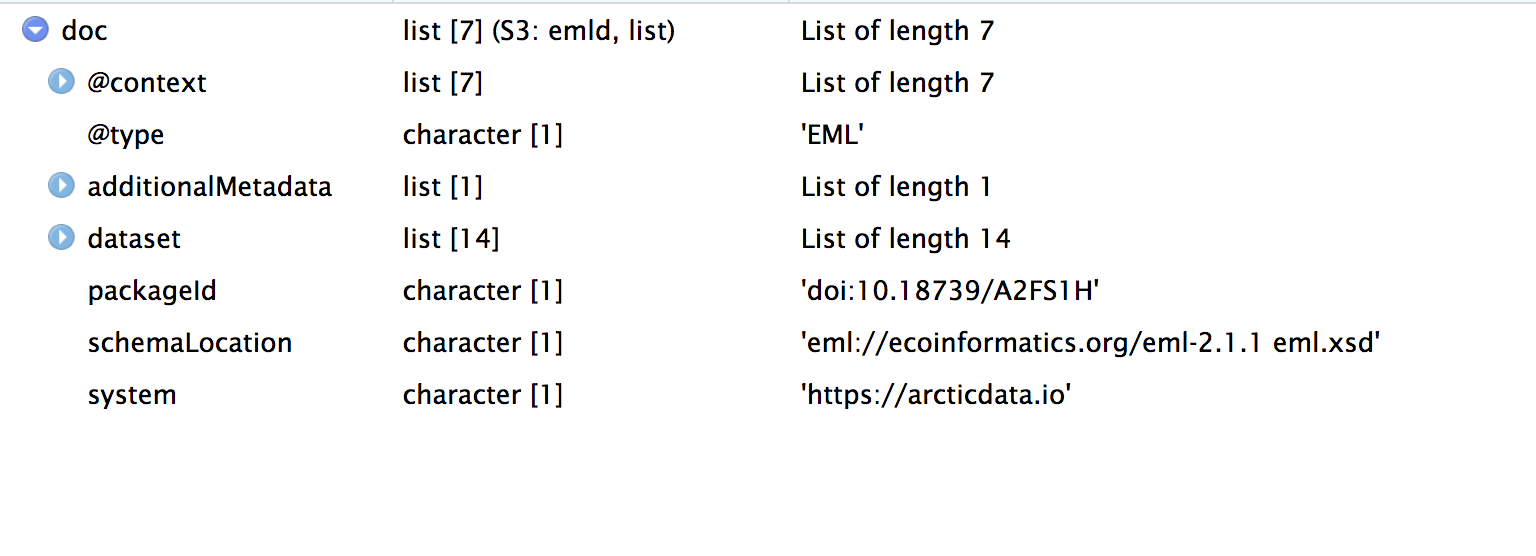 doc list [7] (S3: emld, list) List of length 7
@context list [7] List of length 7
@type character [1] 'EML'
additionalMetadata list [1] List of length 1
dataset list [14] List of length 14
packageId character [1] 'doi:10.18739/A2FS1H'
schemaLocation character [1] 'eml://ecoinformatics.org/eml-2.1.1 eml.xsd'
system character [1] 'https://arcticdata.io'